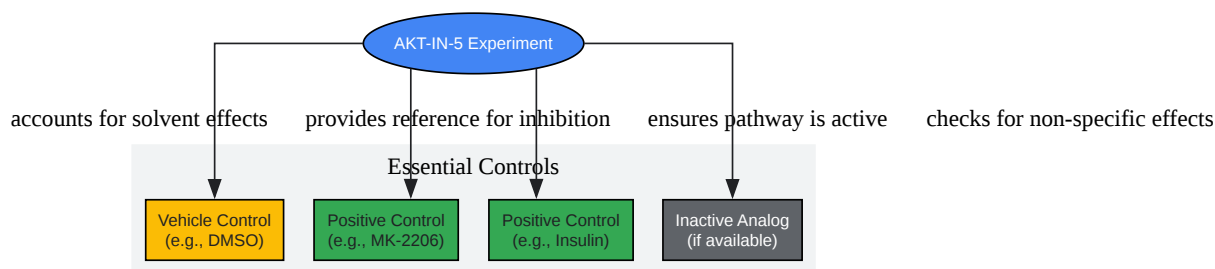 AKT-IN-5 Experiment
accounts for solvent effects
provides reference for inhibition
ensures pathway is active
checks for non-specific effects
Essential Controls
Vehicle Control
(e.g., DMSO)
Positive Control
(e.g., MK-2206)
Positive Control
(e.g., Insulin)
Inactive Analog
(if available)